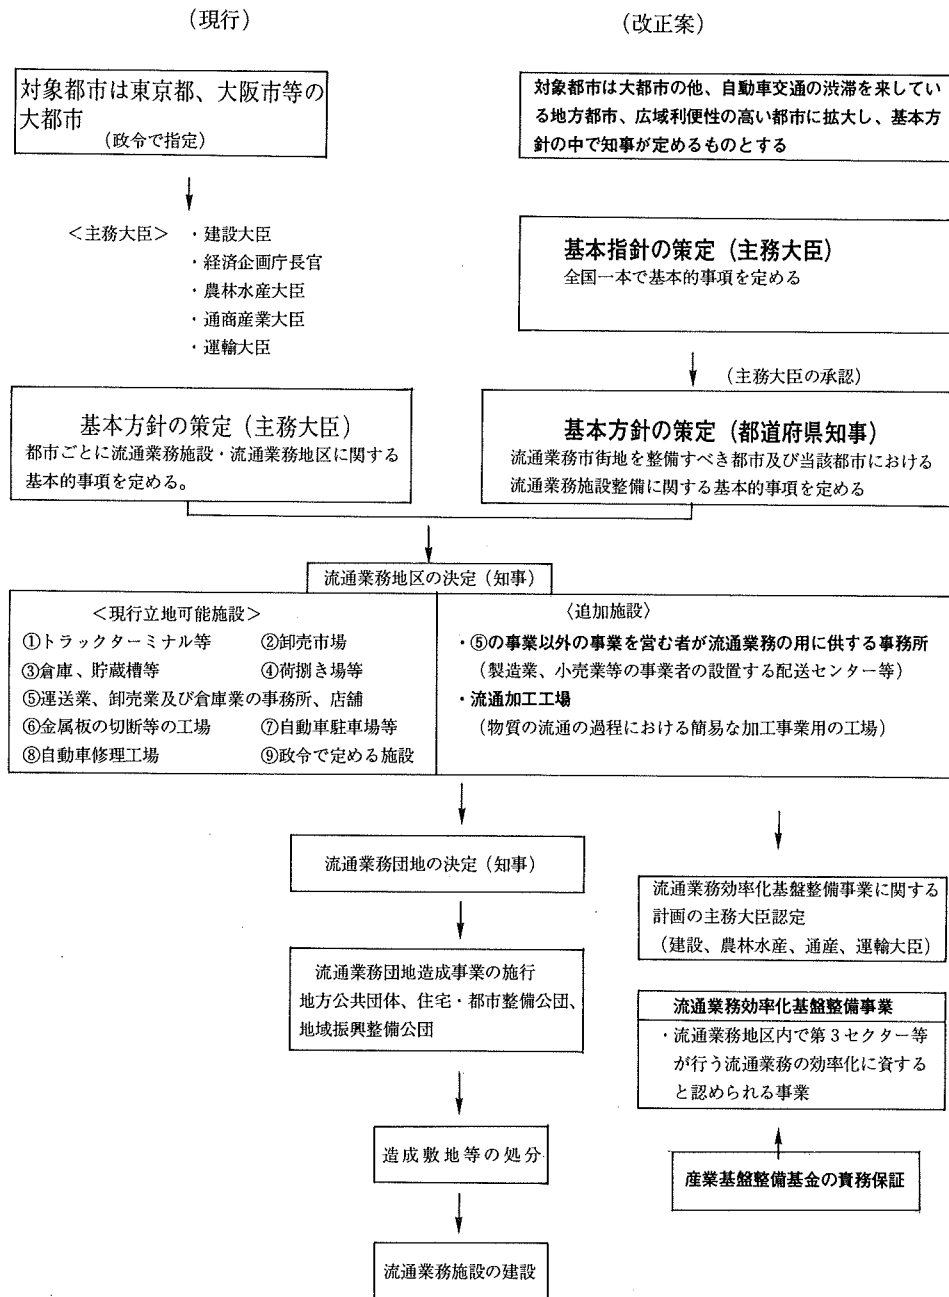 (現行)
(改正案)
対象都市は東京都、大阪市等の
大都市
(政令で指定)
対象都市は大都市の他、自動車交通の渋滞を来してい
る地方都市、広域利便性の高い都市に拡大し、基本方
針の中で知事が定めるものとする
<主務大臣> ・建設大臣
・経済企画庁長官
・農林水産大臣
・通商産業大臣
・運輸大臣
基本指針の策定(主務大臣)
全国一本で基本的事項を定める
(主務大臣の承認)
基本方針の策定(主務大臣)
都市ごとに流通業務施設・流通業務地区に関する
基本的事項を定める。
基本方針の策定(都道府県知事)
流通業務市街地を整備すべき都市及び当該都市における
流通業務施設整備に関する基本的事項を定める
流通業務地区の決定(知事)
<現行立地可能施設>
①トラックターミナル等 ②卸売市場
③倉庫、貯蔵槽等 ④荷捌き場等
⑤運送業、卸売業及び倉庫業の事務所、店舗
⑥金属板の切断等の工場 ⑦自動車駐車場等
⑧自動車修理工場 ⑨政令で定める施設
〈追加施設〉
・⑤の事業以外の事業を営む者が流通業務の用に供する事務所
(製造業、小売業等の事業者の設置する配送センター等)
・流通加工工場
(物質の流通の過程における簡易な加工事業用の工場)
流通業務団地の決定(知事)
流通業務団地造成事業の施行
地方公共団体、住宅・都市整備公団、
地域振興整備公団
造成敷地等の処分
流通業務施設の建設
流通業務効率化基盤整備事業に関する
計画の主務大臣認定
(建設、農林水産、通産、運輸大臣)
流通業務効率化基盤整備事業
・流通業務地区内で第3セクター等
が行う流通業務の効率化に資する
と認められる事業
産業基盤整備基金の責務保証